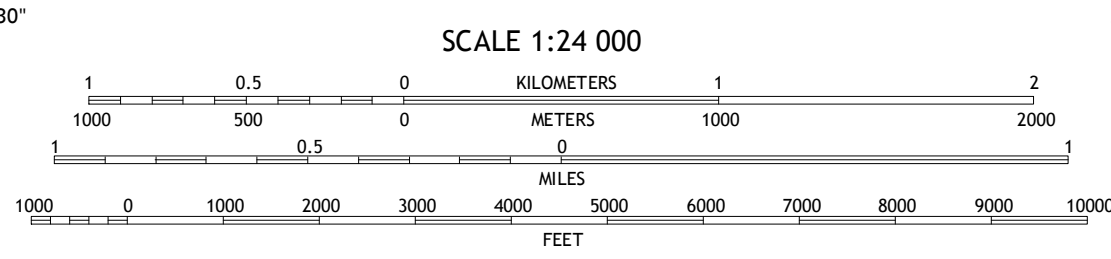 30"
SCALE 1:24 000
1 0.5 0 KILOMETERS 1 2
1000 500 0 METERS 1000 2000
1 0.5 0 1
MILES
1000 0 1000 2000 3000 4000 5000 6000 7000 8000 9000 10000
FEET